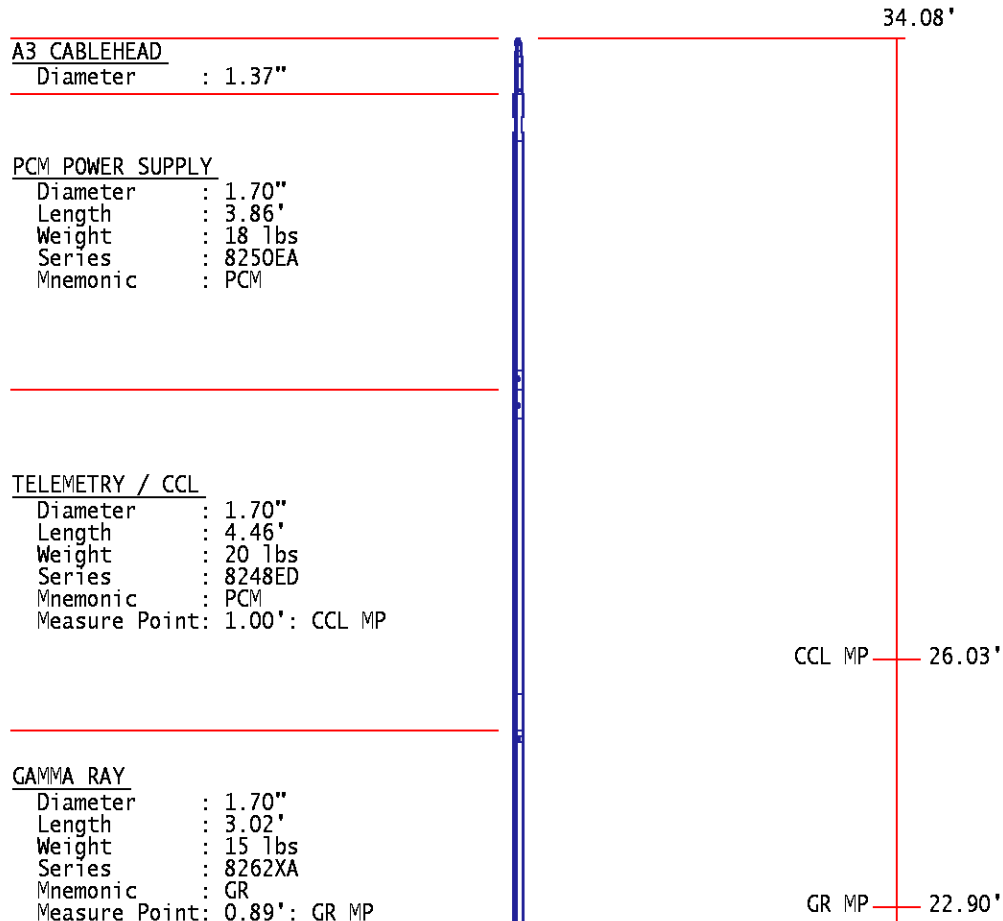 34.08'
A3 CABLEHEAD
Diameter : 1.37"
PCM POWER SUPPLY
Diameter : 1.70"
Length : 3.86'
Weight : 18 lbs
Series : 8250EA
Mnemonic : PCM
TELEMETRY / CCL
Diameter : 1.70"
Length : 4.46'
Weight : 20 lbs
Series : 8248ED
Mnemonic : PCM
Measure Point: 1.00': CCL MP
CCL MP 26.03'
GAMMA RAY
Diameter : 1.70"
Length : 3.02'
Weight : 15 lbs
Series : 8262XA
Mnemonic : GR
Measure Point: 0.89': GR MP
GR MP 22.90'